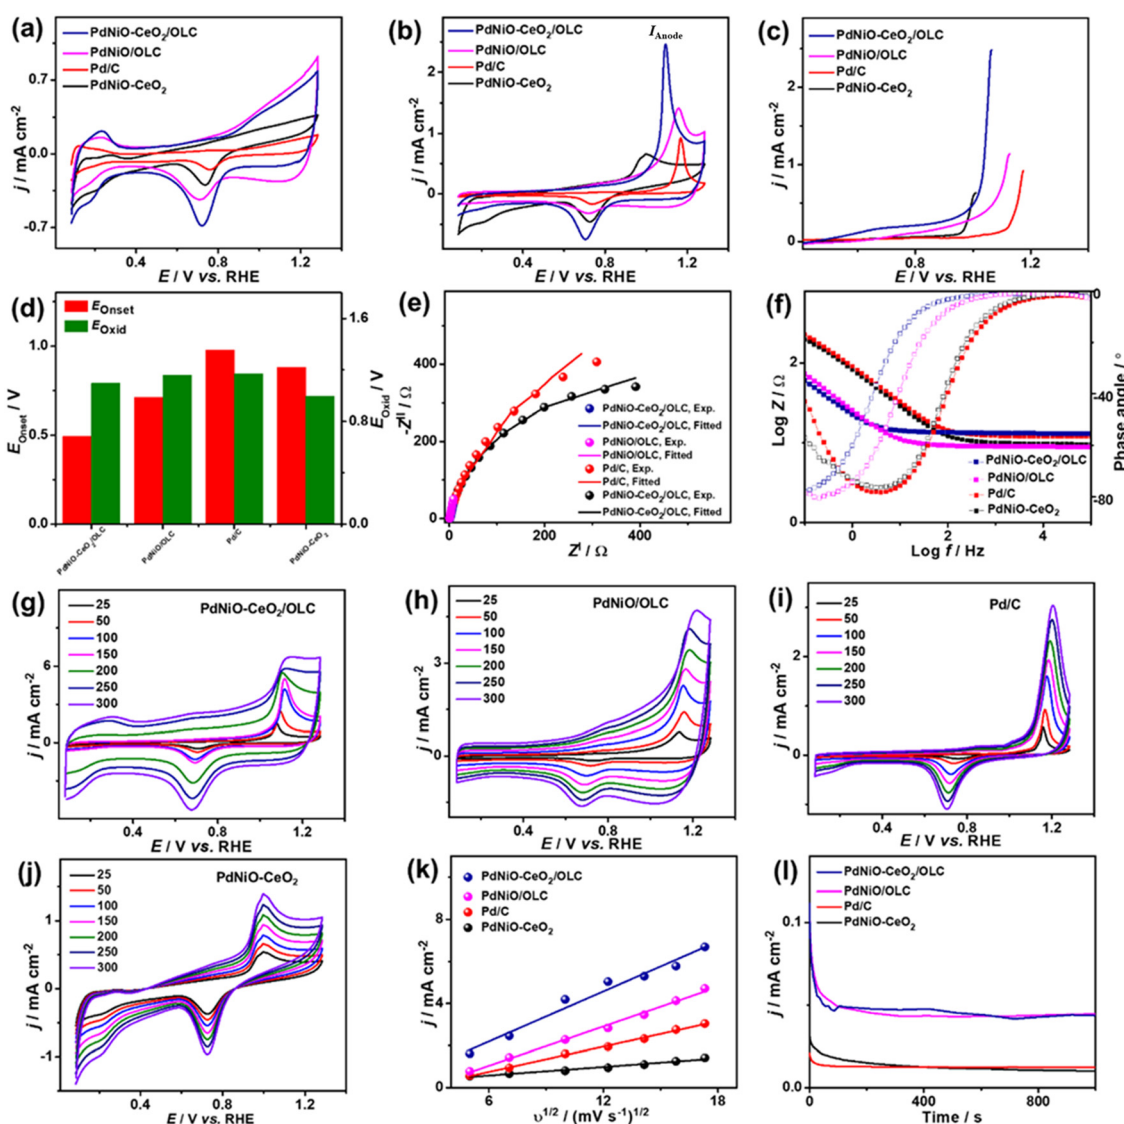 (a)
PdNiO-CeO2/OLC
PdNiO/OLC
Pd/C
PdNiO-CeO2
0.7
0.0
-0.7
j / mA cm-2
0.4
0.8
1.2
E / V vs. RHE
(b)
PdNiO-CeO2/OLC
PdNiO/OLC
Pd/C
PdNiO-CeO2
IAnode
2
1
0
j / mA cm-2
0.4
0.8
1.2
E / V vs. RHE
(c)
PdNiO-CeO2/OLC
PdNiO/OLC
Pd/C
PdNiO-CeO2
2
1
0
j / mA cm-2
0.8
1.2
E / V vs. RHE
(d)
EOnset
EOxid
1.0
0.5
0.0
EOnset / V
1.6
0.8
0.0
EOxid / V
PdNiO-CeO2/OLC
PdNiO/OLC
Pd/C
PdNiO-CeO2
(e)
400
200
0
-ZII / Ω
PdNiO-CeO2/OLC, Exp.
PdNiO-CeO2/OLC, Fitted
PdNiO/OLC, Exp.
PdNiO/OLC, Fitted
Pd/C, Exp.
Pd/C, Fitted
PdNiO-CeO2/OLC, Exp.
PdNiO-CeO2/OLC, Fitted
0
200
400
ZI / Ω
(f)
2
1
0
Log Z / Ω
0
-40
-80
Phase angle / °
PdNiO-CeO2/OLC
PdNiO/OLC
Pd/C
PdNiO-CeO2
0
2
4
Log f / Hz
(g)
25
50
100
150
200
250
300
PdNiO-CeO2/OLC
6
0
j / mA cm-2
0.4
0.8
1.2
E / V vs. RHE
(h)
25
50
100
150
200
250
300
PdNiO/OLC
3
0
j / mA cm-2
0.4
0.8
1.2
E / V vs. RHE
(i)
25
50
100
150
200
250
300
Pd/C
2
0
j / mA cm-2
0.4
0.8
1.2
E / V vs. RHE
(j)
25
50
100
150
200
250
300
PdNiO-CeO2
1
0
-1
j / mA cm-2
0.4
0.8
1.2
E / V vs. RHE
(k)
PdNiO-CeO2/OLC
PdNiO/OLC
Pd/C
PdNiO-CeO2
8
4
0
j / mA cm-2
6
12
18
υ1/2 / (mV s-1)1/2
(l)
PdNiO-CeO2/OLC
PdNiO/OLC
Pd/C
PdNiO-CeO2
0.1
0.0
j / mA cm-2
0
400
800
Time / s